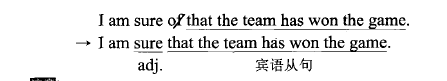 I am sure of that the team has won the game.
→ I am sure that the team has won the game.
adj. 宾语从句